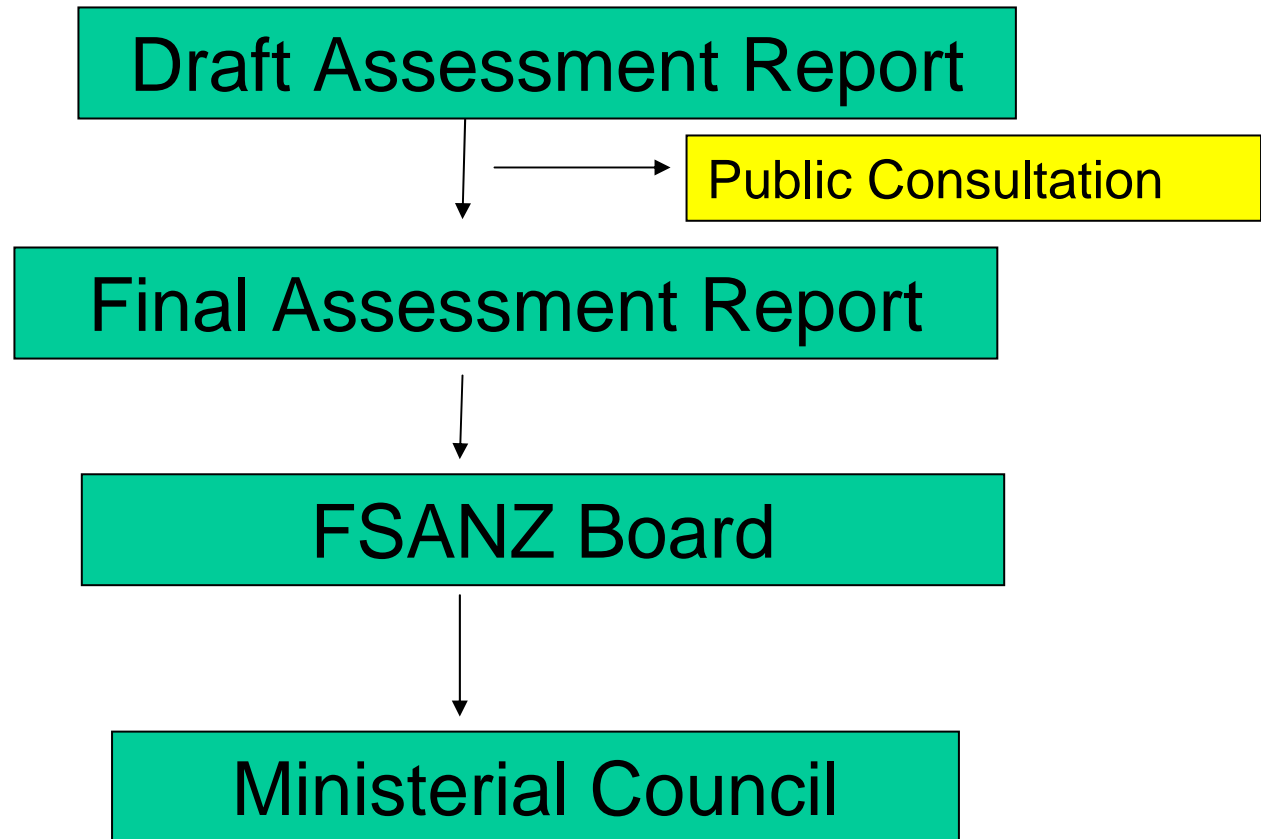 Draft Assessment Report
Public Consultation
Final Assessment Report
FSANZ Board
Ministerial Council